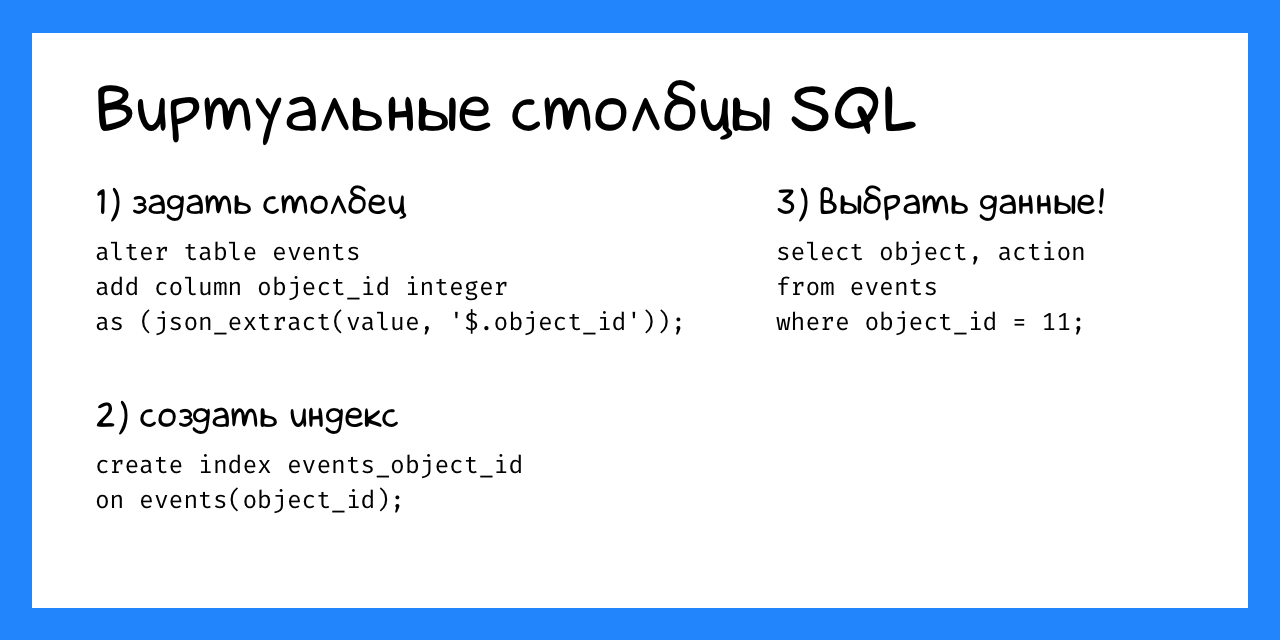 Виртуальные столбцы SQL
1) задать столбец
alter table events
add column object_id integer
as (json_extract(value, '$.object_id'));
2) создать индекс
create index events_object_id
on events(object_id);
3) Выбрать данные!
select object, action
from events
where object_id = 11;